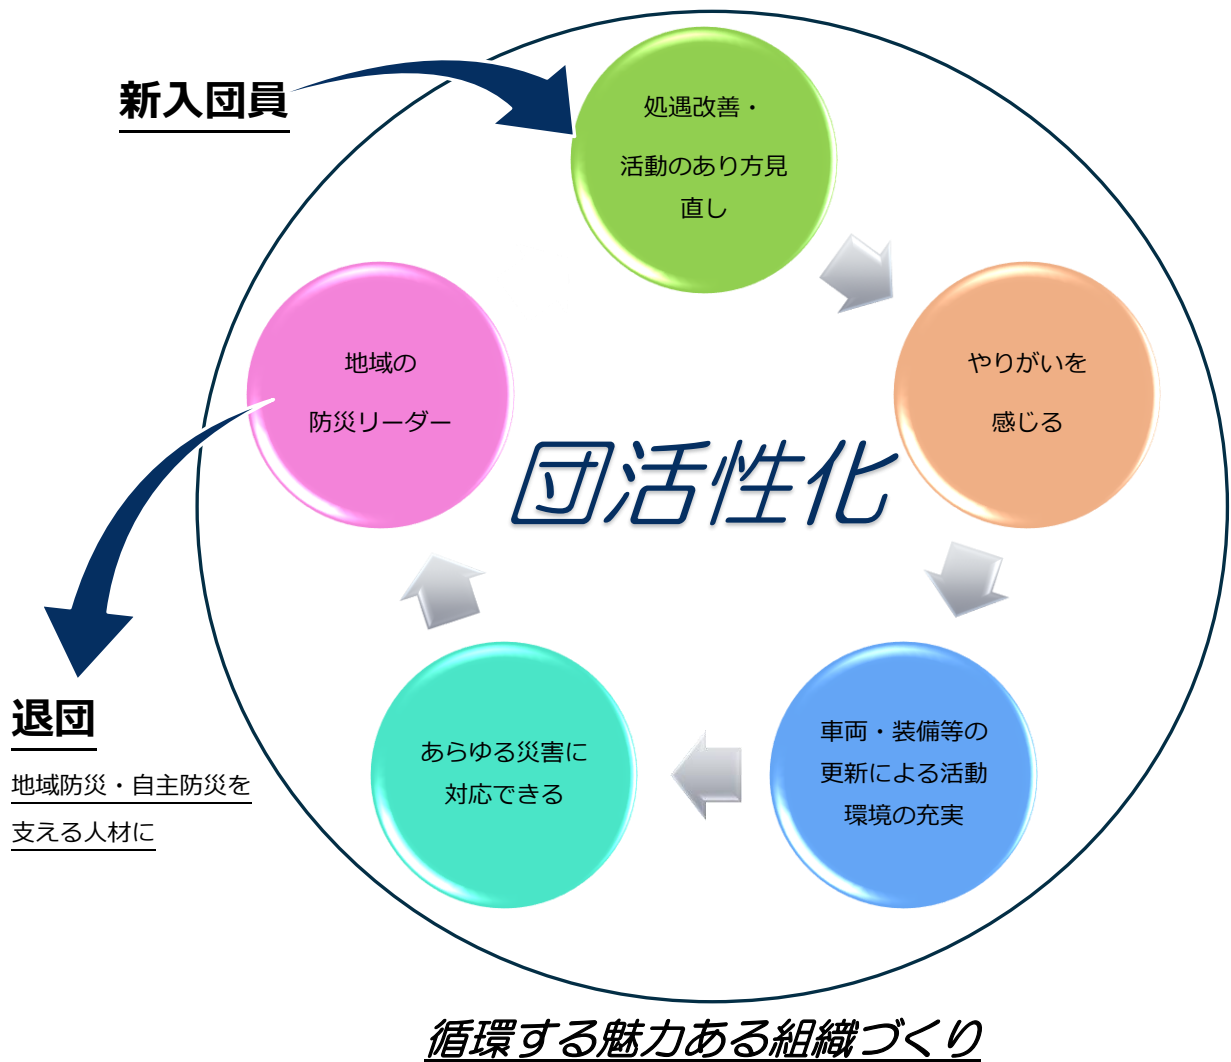 新入団員
処遇改善・
活動のあり方見
直し
やりがいを
感じる
車両・装備等の
更新による活動
環境の充実
あらゆる災害に
対応できる
地域の
防災リーダー
団活性化
退団
地域防災・自主防災を
支える人材に
循環する魅力ある組織づくり